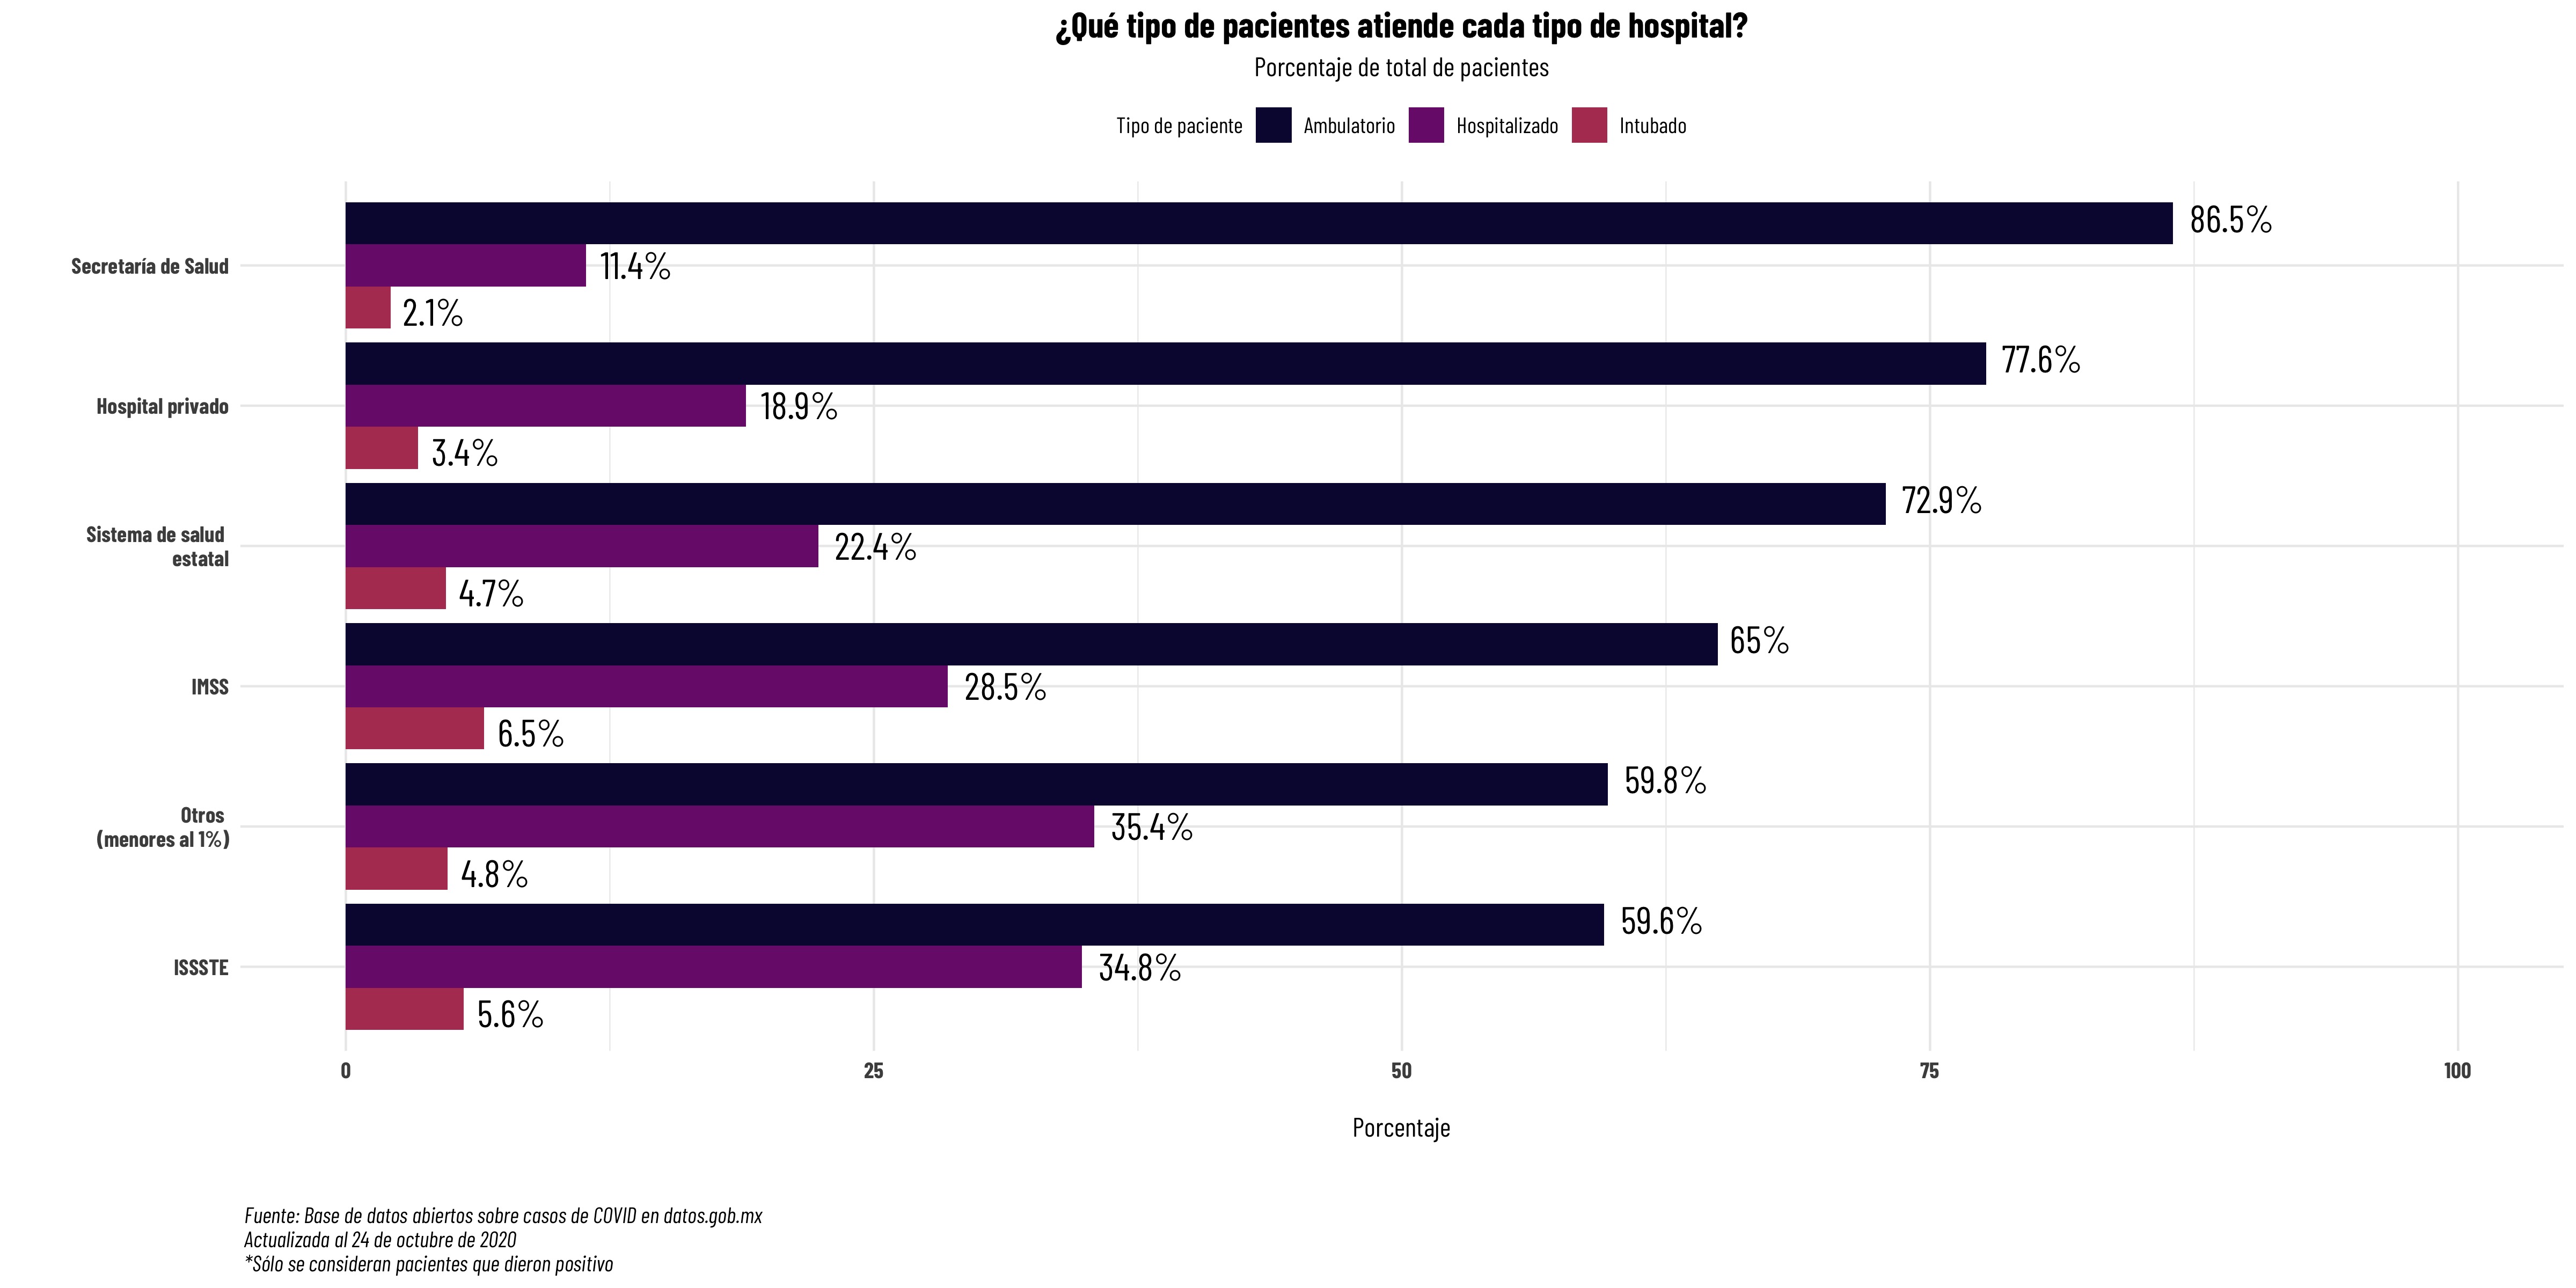 ¿Qué tipo de pacientes atiende cada tipo de hospital?
Porcentaje de total de pacientes
Tipo de paciente Ambulatorio Hospitalizado Intubado
Secretaría de Salud
86.5%
11.4%
2.1%
Hospital privado
77.6%
18.9%
3.4%
Sistema de salud
estatal
72.9%
22.4%
4.7%
IMSS
65%
28.5%
6.5%
Otros
(menores al 1%)
59.8%
35.4%
4.8%
ISSSTE
59.6%
34.8%
5.6%
0 25 50 75 100
Porcentaje
Fuente: Base de datos abiertos sobre casos de COVID en datos.gob.mx
Actualizada al 24 de octubre de 2020
*Sólo se consideran pacientes que dieron positivo